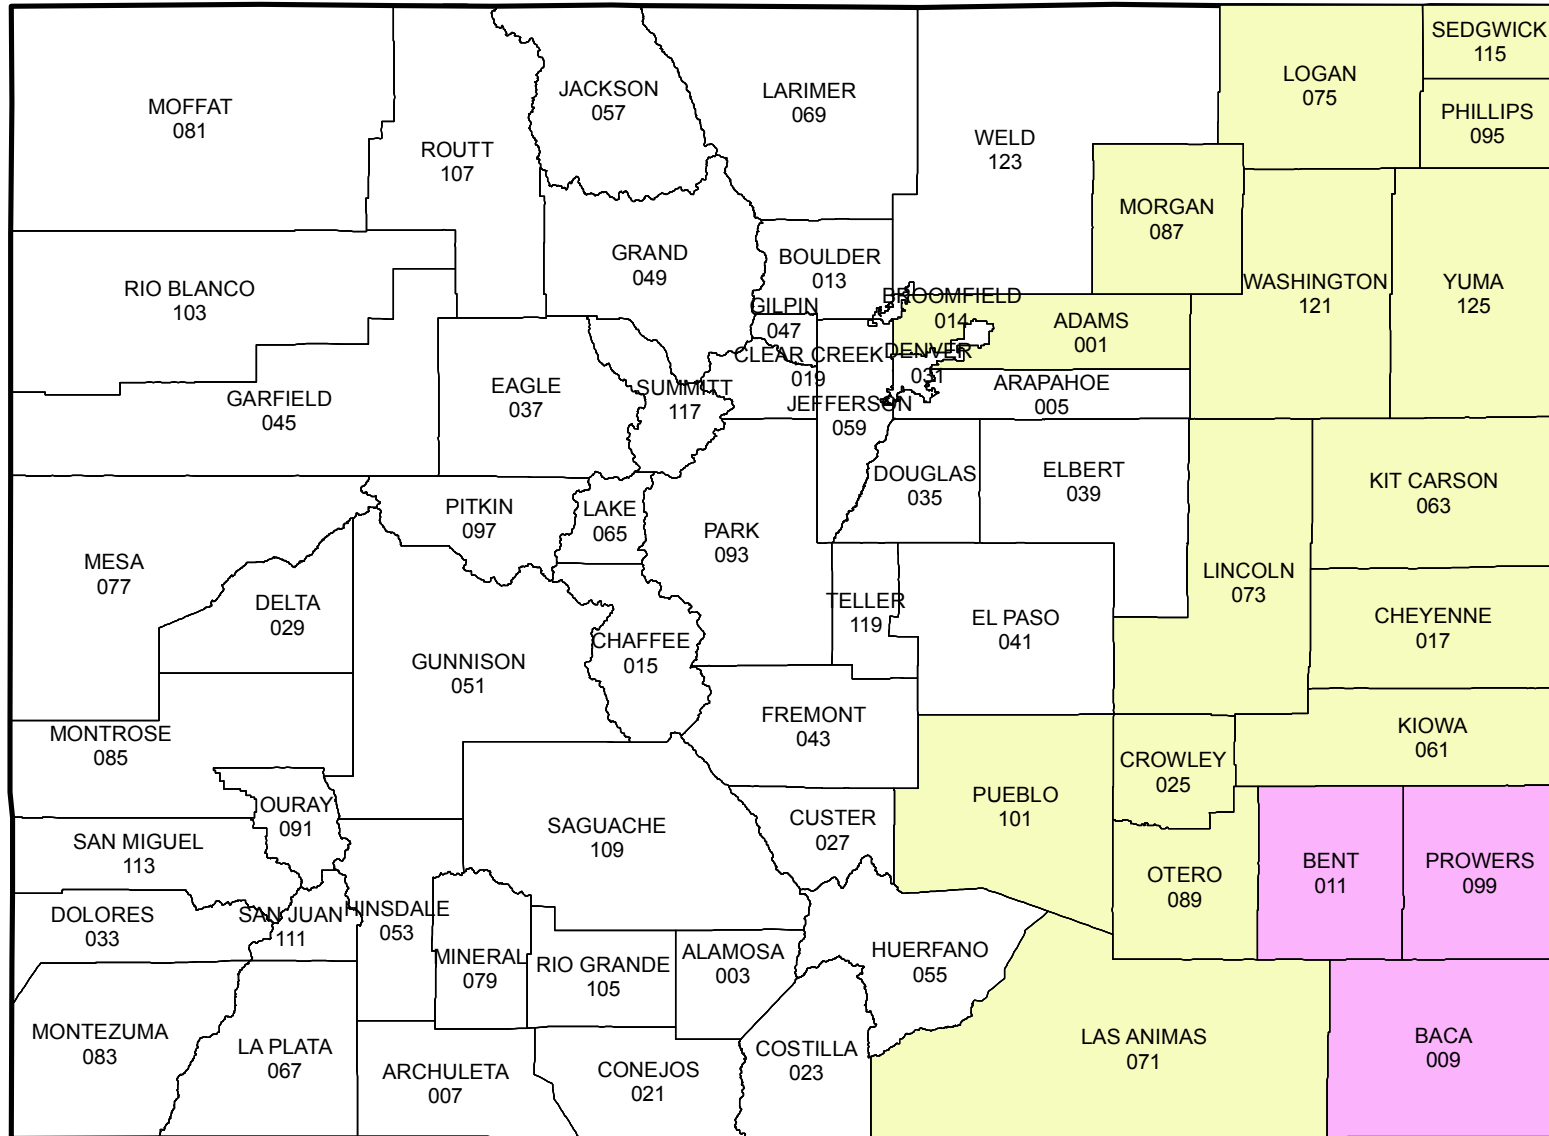 MOFFAT
081
ROUTT
107
JACKSON
057
LARIMER
069
WELD
123
LOGAN
075
SEDGWICK
115
PHILLIPS
095
MORGAN
087
WASHINGTON
121
YUMA
125
RIO BLANCO
103
GRAND
049
BOULDER
013
GILPIN
047
BROOMFIELD
014
ADAMS
001
CLEAR CREEK
019
DENVER
031
ARAPAHOE
005
GARFIELD
045
EAGLE
037
SUMMITT
117
JEFFERSON
059
DOUGLAS
035
ELBERT
039
KIT CARSON
063
PITKIN
097
LAKE
065
PARK
093
MESA
077
DELTA
029
LINCOLN
073
CHEYENNE
017
TELLER
119
EL PASO
041
GUNNISON
051
CHAFFEE
015
FREMONT
043
KIOWA
061
MONTROSE
085
CROWLEY
025
PUEBLO
101
OURAY
091
SAGUACHE
109
CUSTER
027
SAN MIGUEL
113
BENT
011
PROWERS
099
OTERO
089
DOLORES
033
SAN JUAN
111
HINSDALE
053
MINERAL
079
RIO GRANDE
105
ALAMOSA
003
HUERFANO
055
MONTEZUMA
083
LA PLATA
067
ARCHULETA
007
CONEJOS
021
COSTILLA
023
LAS ANIMAS
071
BACA
009